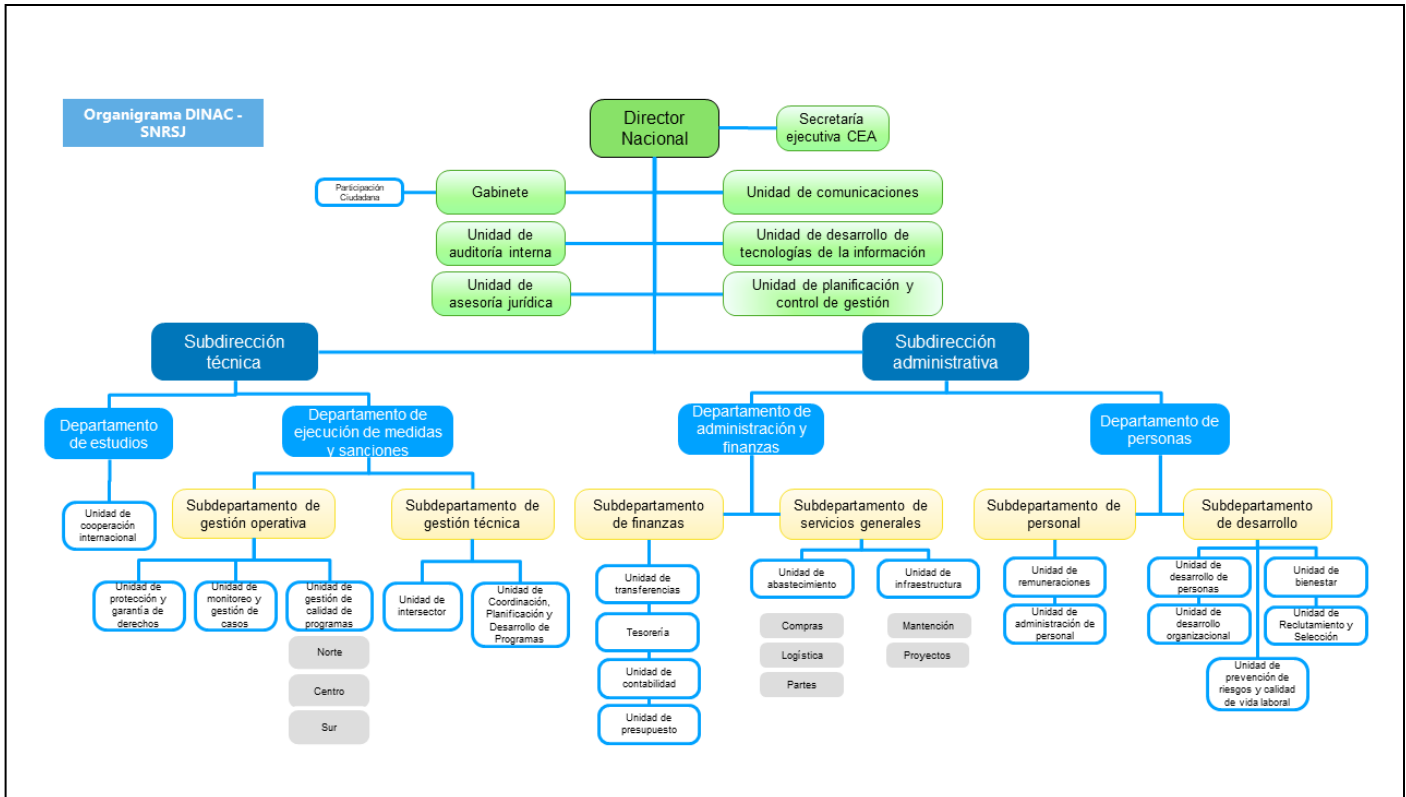 Organigrama DINAC -
SNRSJ
Director
Nacional
Secretaría
ejecutiva CEA
Participación
Ciudadana
Gabinete
Unidad de comunicaciones
Unidad de
auditoría interna
Unidad de desarrollo de
tecnologías de la información
Unidad de
asesoría jurídica
Unidad de planificación y
control de gestión
Subdirección
técnica
Subdirección
administrativa
Departamento
de estudios
Departamento de
ejecución de medidas
y sanciones
Departamento de
administración y
finanzas
Departamento de
personas
Unidad de
cooperación
internacional
Subdepartamento de
gestión operativa
Subdepartamento de
gestión técnica
Subdepartamento
de finanzas
Subdepartamento de
servicios generales
Subdepartamento de
personal
Subdepartamento
de desarrollo
Unidad de
protección y
garantía de
derechos
Unidad de
monitoreo y
gestión de
casos
Unidad de
gestión de
calidad de
programas
Norte
Centro
Sur
Unidad de
intersector
Unidad de
Coordinación,
Planificación y
Desarrollo de
Programas
Unidad de
transferencias
Tesorería
Unidad de
contabilidad
Unidad de
presupuesto
Unidad de
abastecimiento
Compras
Logística
Partes
Unidad de
infraestructura
Mantención
Proyectos
Unidad de
remuneraciones
Unidad de
administración de
personal
Unidad de
desarrollo de
personas
Unidad de
desarrollo
organizacional
Unidad de
bienestar
Unidad de
Reclutamiento y
Selección
Unidad de
prevención de
riesgos y calidad
de vida laboral